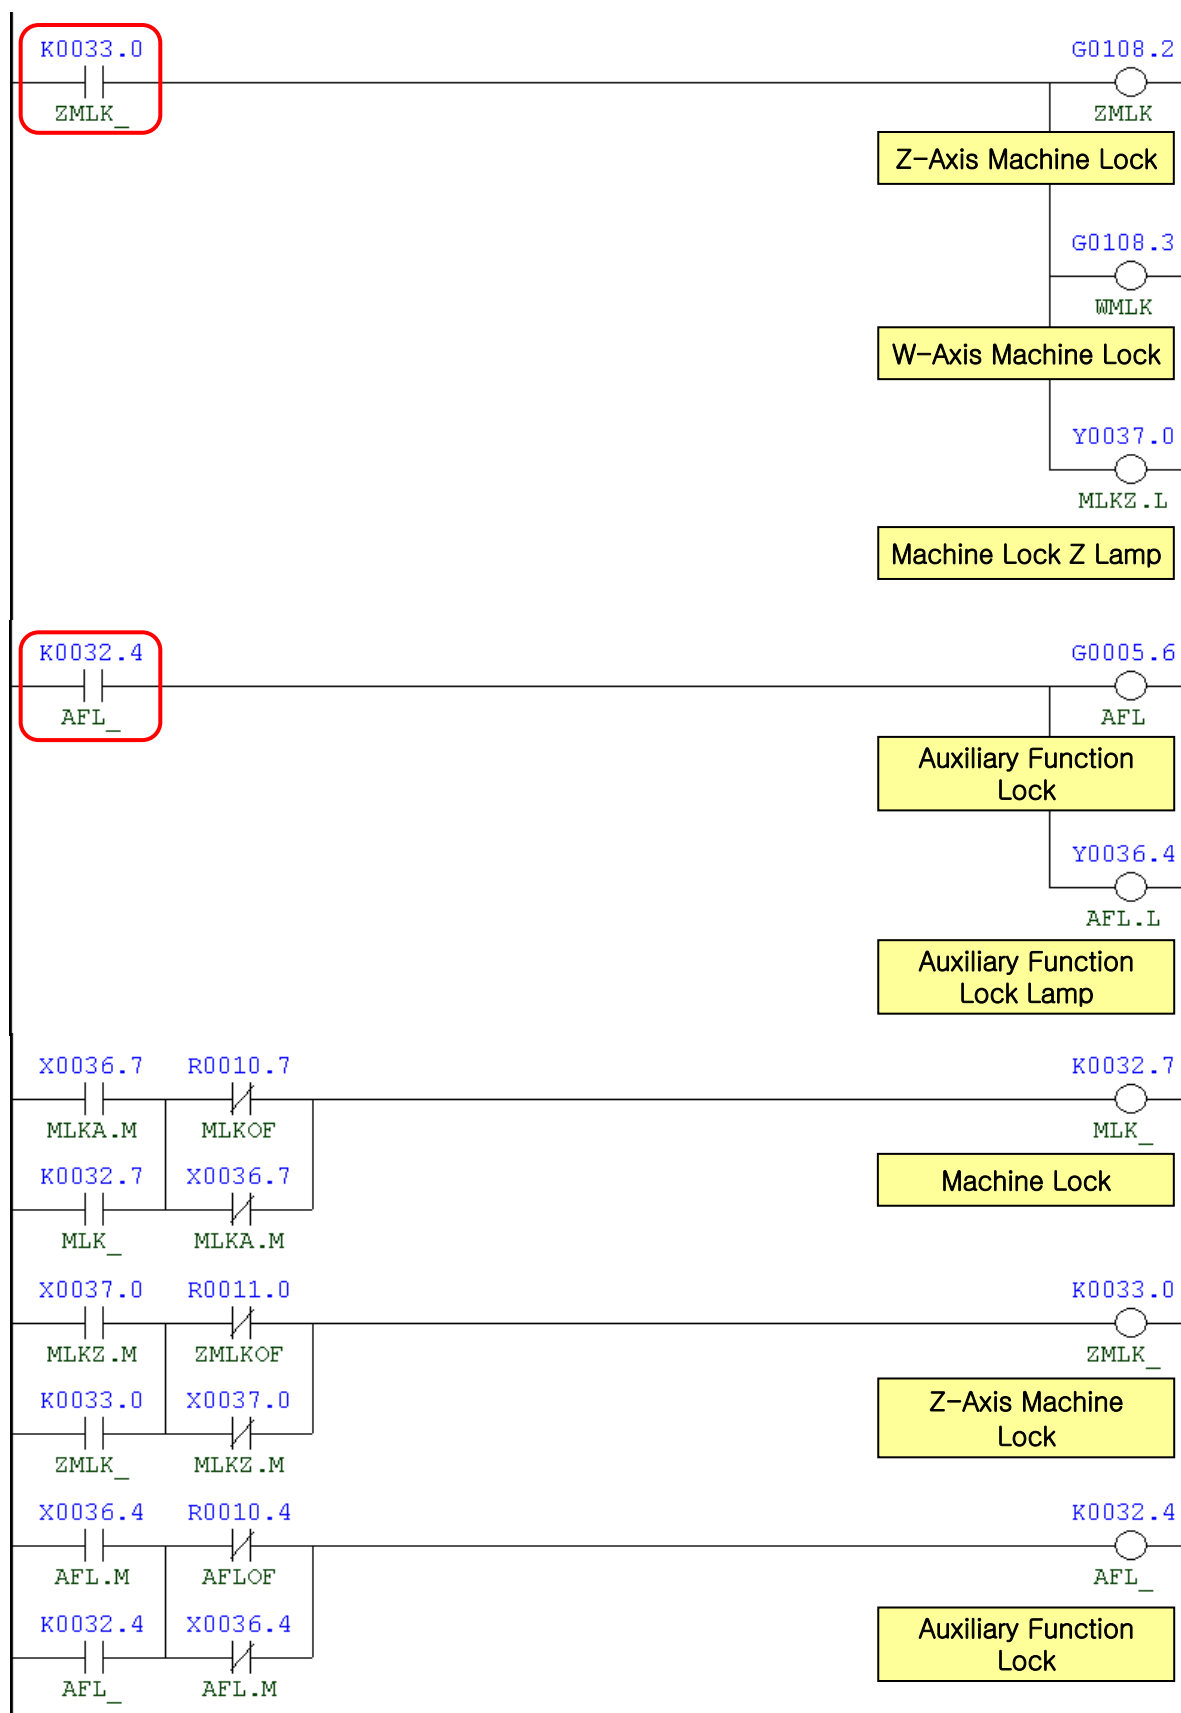 K0033.0 G0108.2
ZMLK_ ZMLK
Z-Axis Machine Lock
G0108.3
WMLK
W-Axis Machine Lock
Y0037.0
MLKZ.L
Machine Lock Z Lamp
K0032.4 G0005.6
AFL_ AFL
Auxiliary Function
Lock
Y0036.4
AFL.L
Auxiliary Function
Lock Lamp
X0036.7 R0010.7 K0032.7
MLKA.M MLKOF MLK_
K0032.7 X0036.7
Machine Lock
MLK_ MLKA.M
X0037.0 R0011.0 K0033.0
MLKZ.M ZMLKOF ZMLK_
K0033.0 X0037.0
Z-Axis Machine
Lock
ZMLK_ MLKZ.M
X0036.4 R0010.4 K0032.4
AFL.M AFLOF AFL_
K0032.4 X0036.4
Auxiliary Function
Lock
AFL_ AFL.M